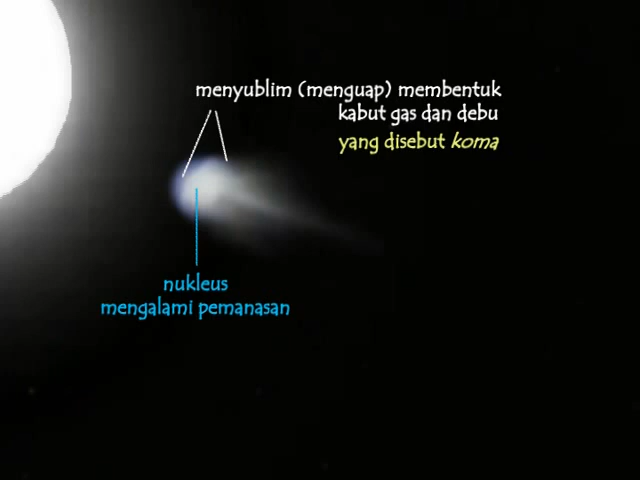 menyublim (menguap) membentuk
kabut gas dan debu
yang disebut koma
nukleus
mengalami pemanasan